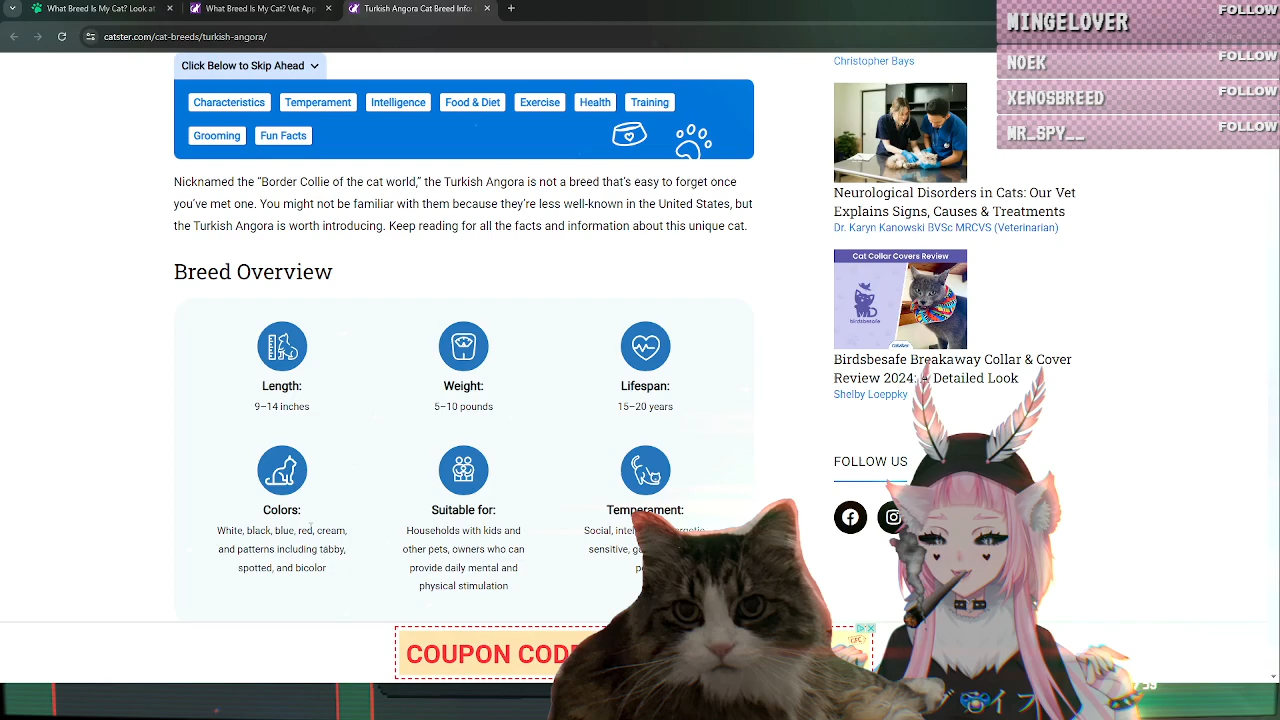 What Breed Is My Cat? Look at
What Breed Is My Cat? Vet App
Turkish Angora Cat Breed Info:
catster.com/cat-breeds/turkish-angora/
MINGELOVER FOLLOW
NOEK FOLLOW
XENOSBREED FOLLOW
MR_SPY__ FOLLOW
Click Below to Skip Ahead
Characteristics
Temperament
Intelligence
Food & Diet
Exercise
Health
Training
Grooming
Fun Facts
Nicknamed the “Border Collie of the cat world,” the Turkish Angora is not a breed that’s easy to forget once
you’ve met one. You might not be familiar with them because they’re less well-known in the United States, but
the Turkish Angora is worth introducing. Keep reading for all the facts and information about this unique cat.
Breed Overview
Length:
9–14 inches
Weight:
5–10 pounds
Lifespan:
15–20 years
Colors:
White, black, blue, red, cream,
and patterns including tabby,
spotted, and bicolor
Suitable for:
Households with kids and
other pets, owners who can
provide daily mental and
physical stimulation
Temperament:
Social,
sensitive,
Christopher Bays
Neurological Disorders in Cats: Our Vet
Explains Signs, Causes & Treatments
Dr. Karyn Kanowski BVSc MRCVS (Veterinarian)
Cat Collar Covers Review
birdsbesafe
Catster
Birdsbesafe Breakaway Collar & Cover
Review 2024: A Detailed Look
Shelby Loeppky
FOLLOW US
COUPON CODE